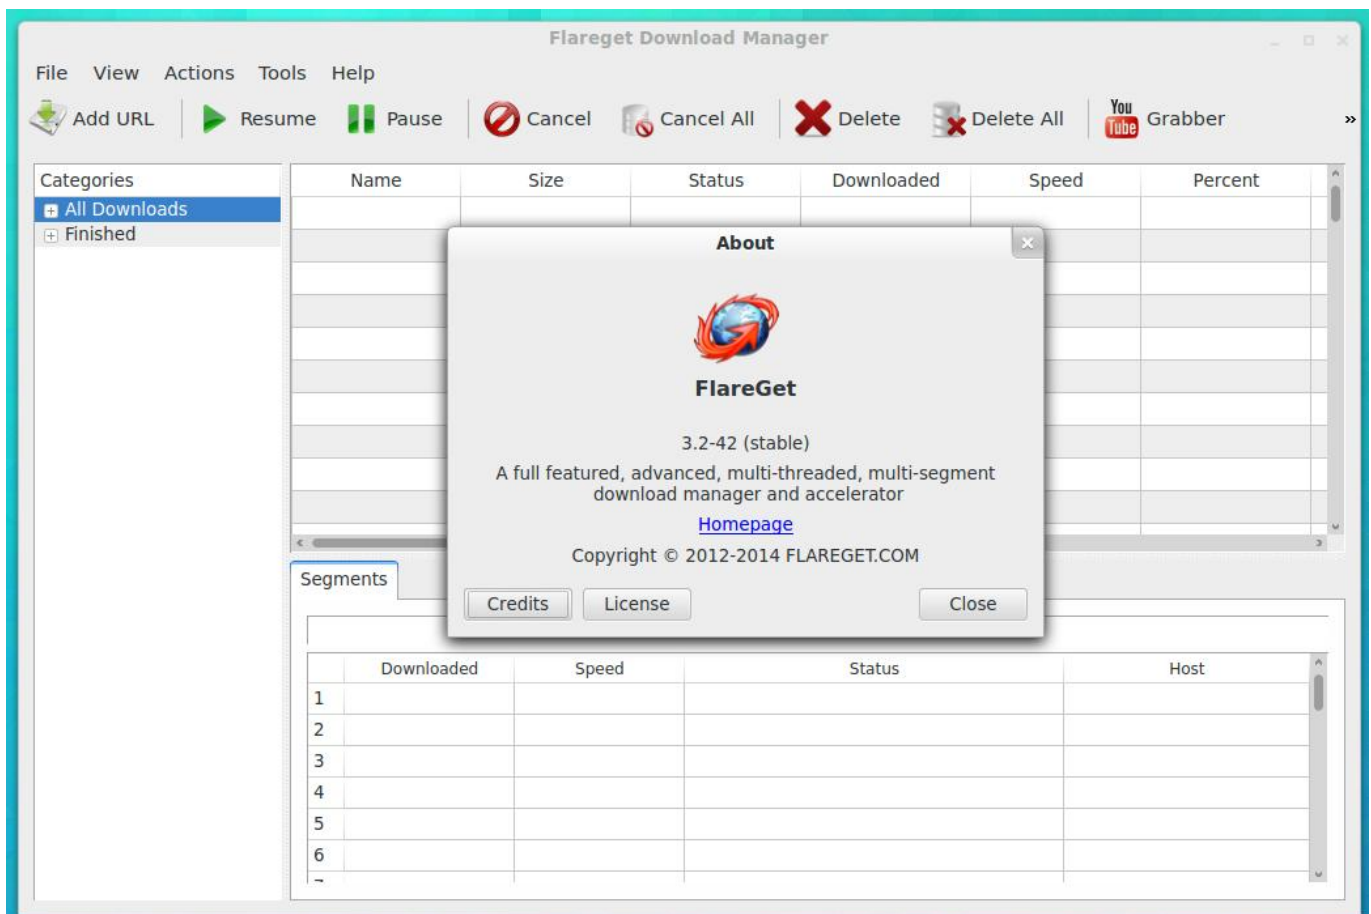 Flareget Download Manager
File View Actions Tools Help
Add URL Resume Pause Cancel Cancel All Delete Delete All You Tube Grabber »
Categories
All Downloads
Finished
Name Size Status Downloaded Speed Percent
About
FlareGet
3.2-42 (stable)
A full featured, advanced, multi-threaded, multi-segment
download manager and accelerator
Homepage
Copyright © 2012-2014 FLAREGET.COM
Credits License Close
Segments
Downloaded Speed Status Host
1
2
3
4
5
6